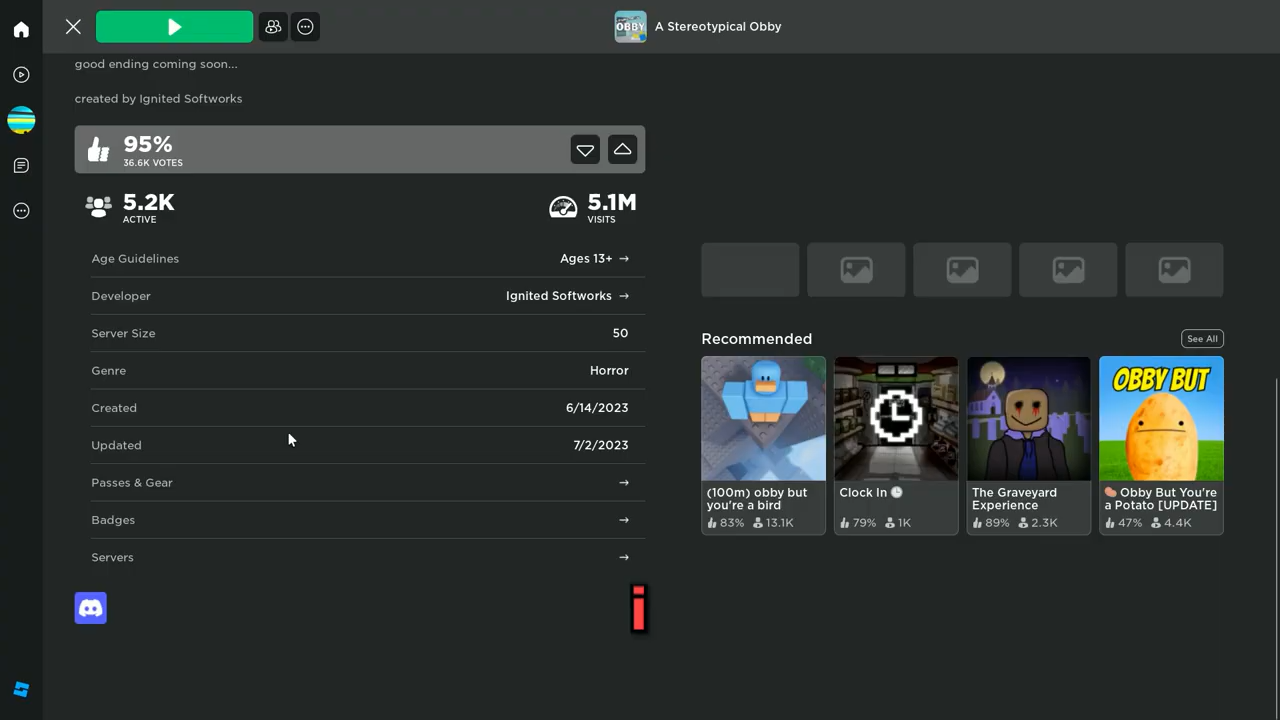 OBBY
A Stereotypical Obby
good ending coming soon...
created by Ignited Softworks
95%
36.6K VOTES
5.2K
ACTIVE
5.1M
VISITS
Age Guidelines
Ages 13+ →
Developer
Ignited Softworks →
Server Size
50
Genre
Horror
Created
6/14/2023
Updated
7/2/2023
Passes & Gear
→
Badges
→
Servers
→
i
Recommended
See All
(100m) obby but
you're a bird
83%
13.1K
Clock In 🕒
79%
1K
The Graveyard
Experience
89%
2.3K
OBBY BUT
🥔 Obby But You're
a Potato [UPDATE]
47%
4.4K